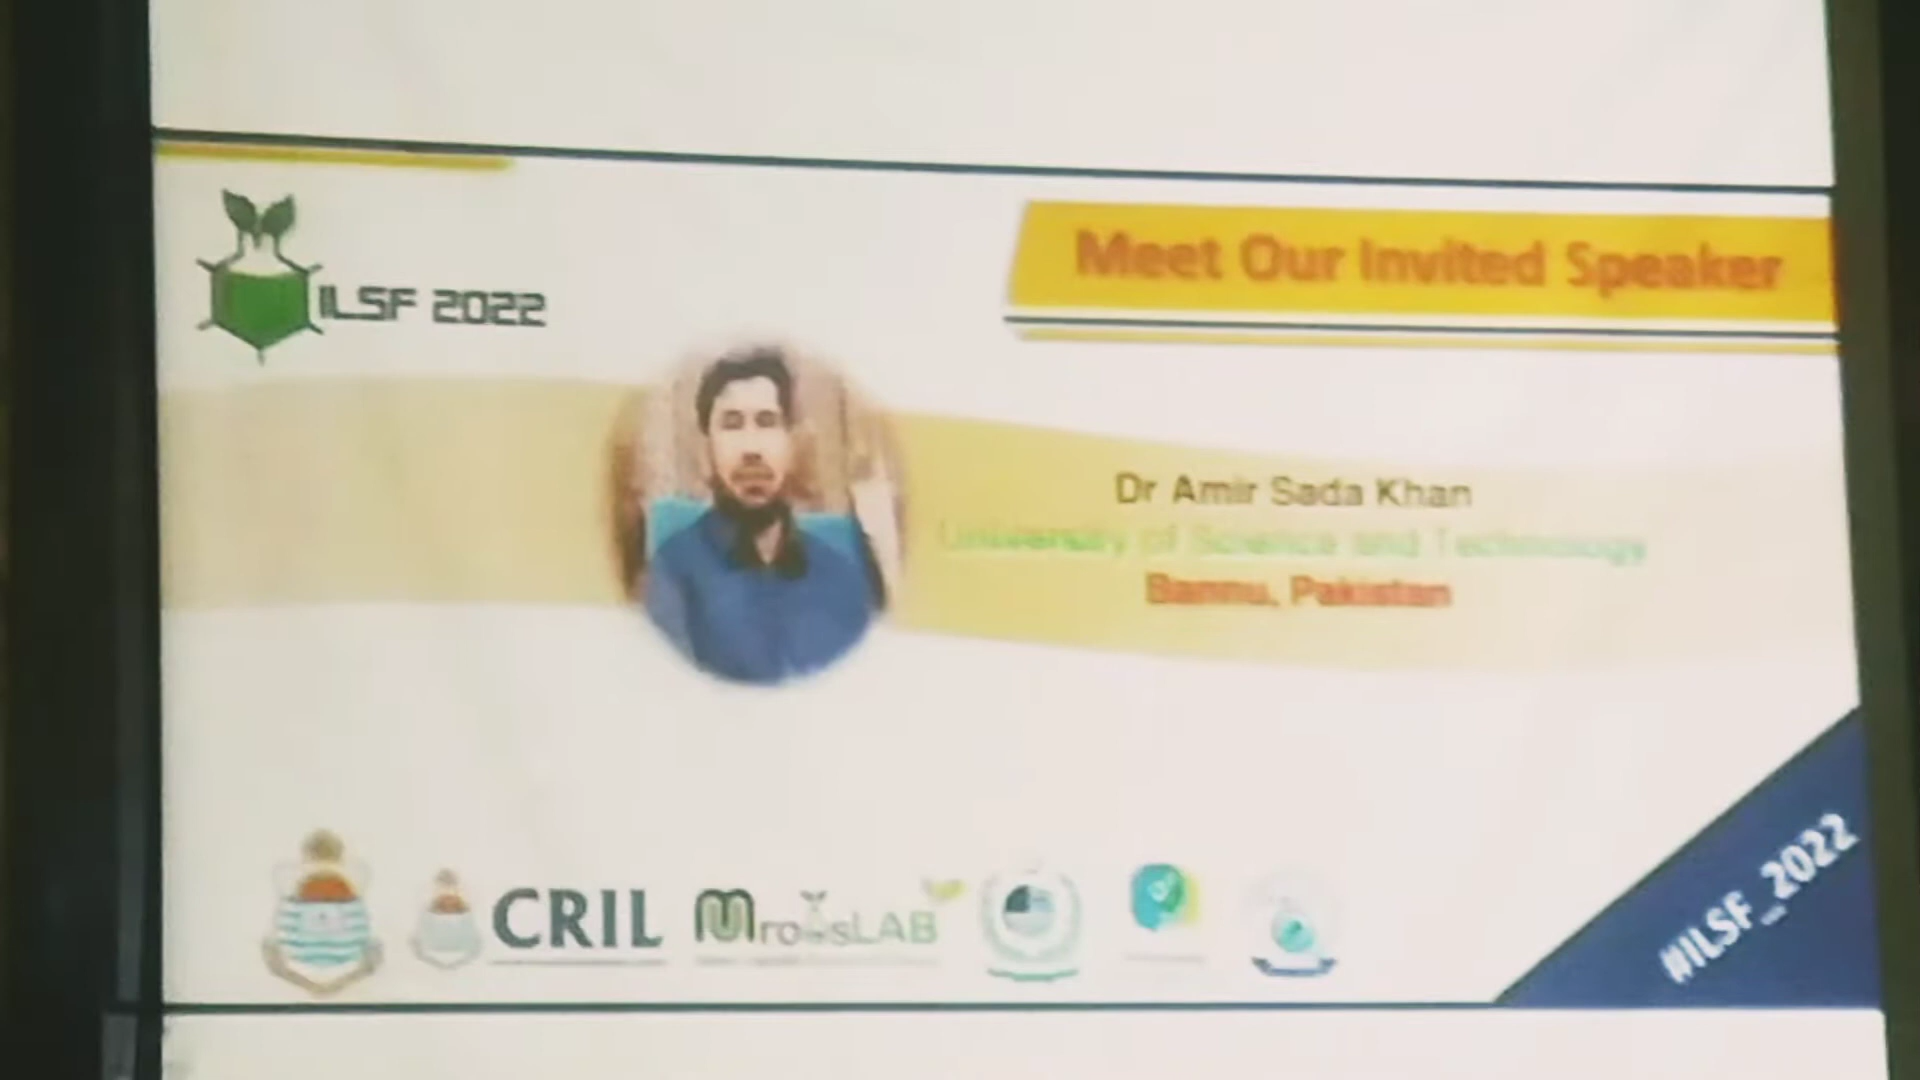 ILSF 2022
Meet Our Invited Speaker
Dr Amir Sada Khan
University of Science and Technology
Bannu, Pakistan
CRIL
#ILSF_2022